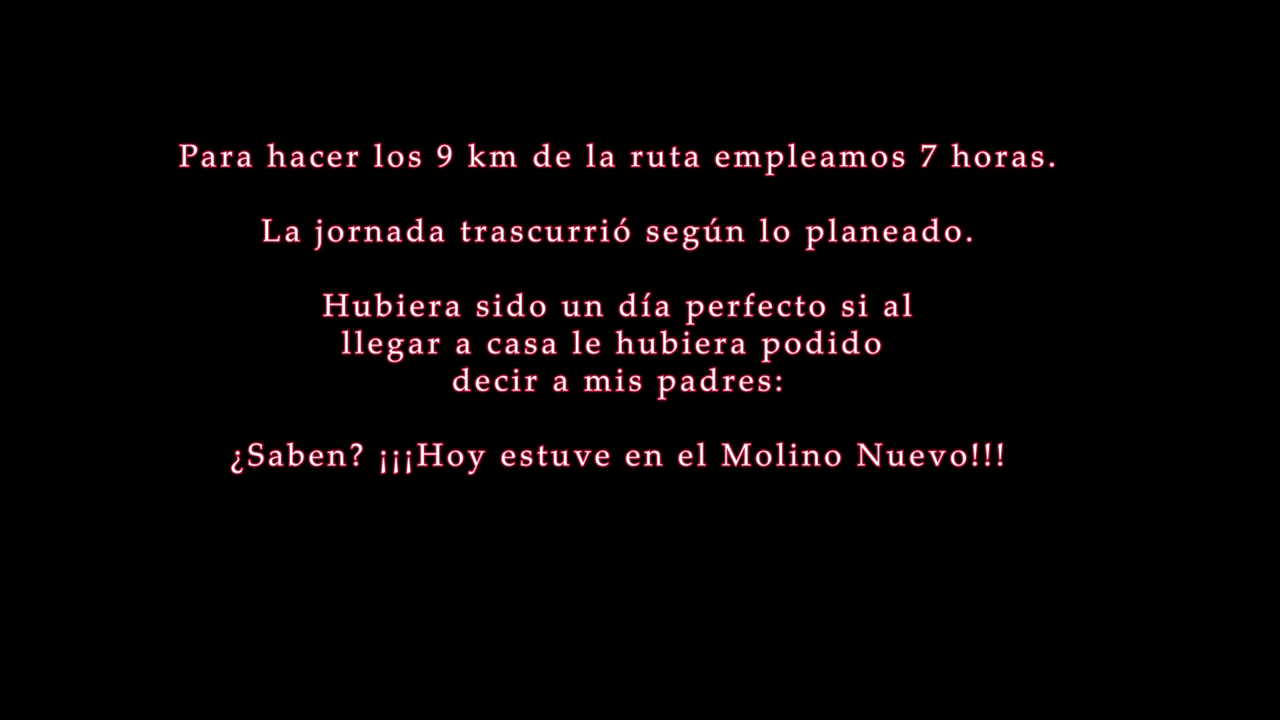 Para hacer los 9 km de la ruta empleamos 7 horas.
La jornada trascurrió según lo planeado.
Hubiera sido un día perfecto si al
llegar a casa le hubiera podido
decir a mis padres:
¿Saben? ¡¡¡Hoy estuve en el Molino Nuevo!!!